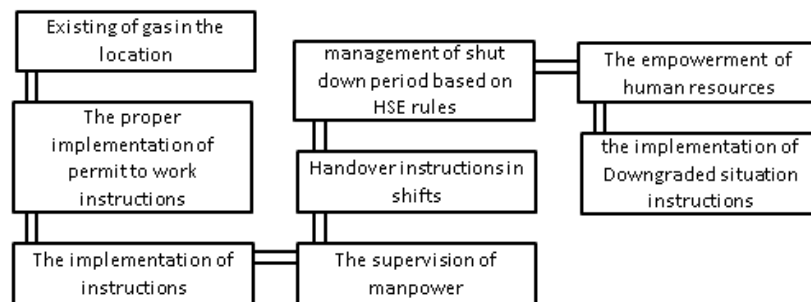 Existing of gas in the
location
The proper
implementation of
permit to work
instructions
The implementation of
instructions
The supervision of
manpower
Handover instructions in
shifts
management of shut
down period based on
HSE rules
The empowerment of
human resources
the implementation of
Downgraded situation
instructions